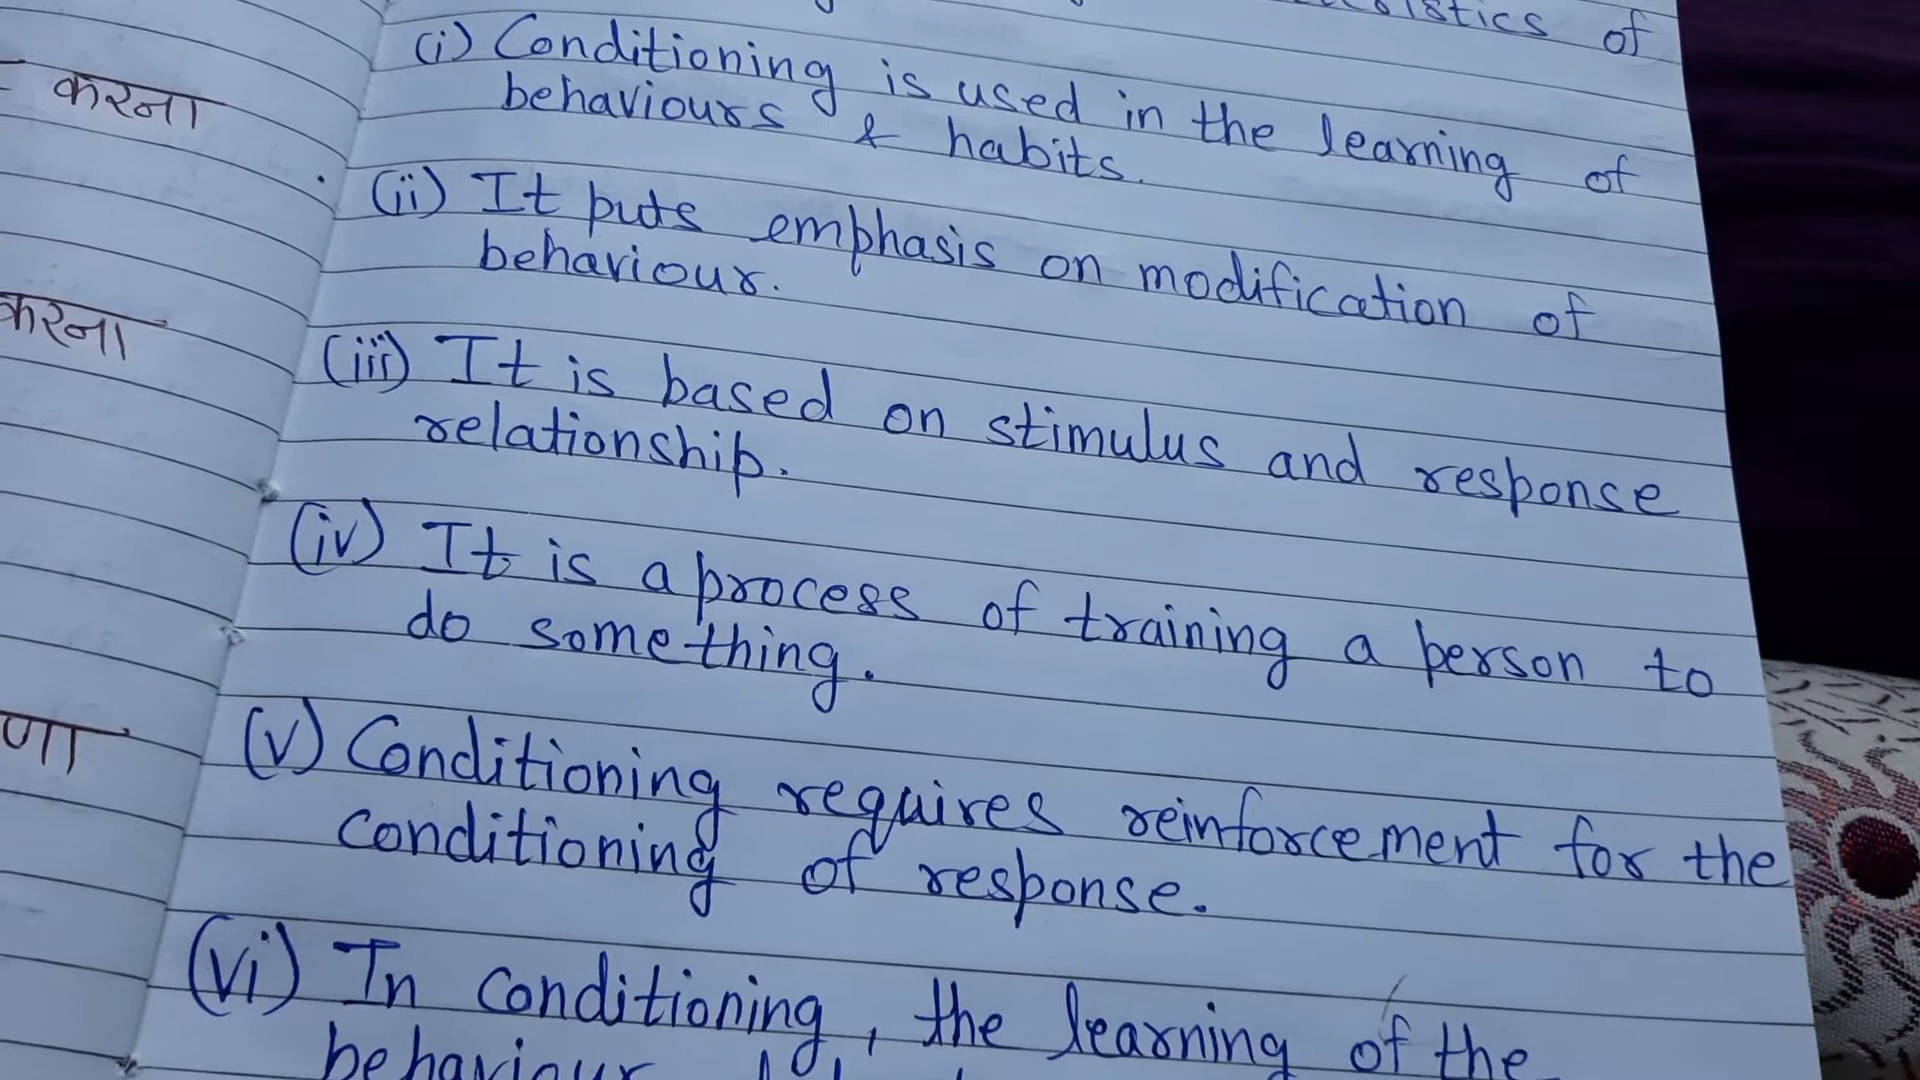 of
(i) Conditioning is used in the learning of
behaviours & habits.
(ii) It puts emphasis on modification of
behaviour.
(iii) It is based on stimulus and response
relationship.
(iv) It is a process of training a person to
do something.
(v) Conditioning requires reinforcement for the
conditioning of response.
(vi) In conditioning, the learning of the
behaviour
करना
करना